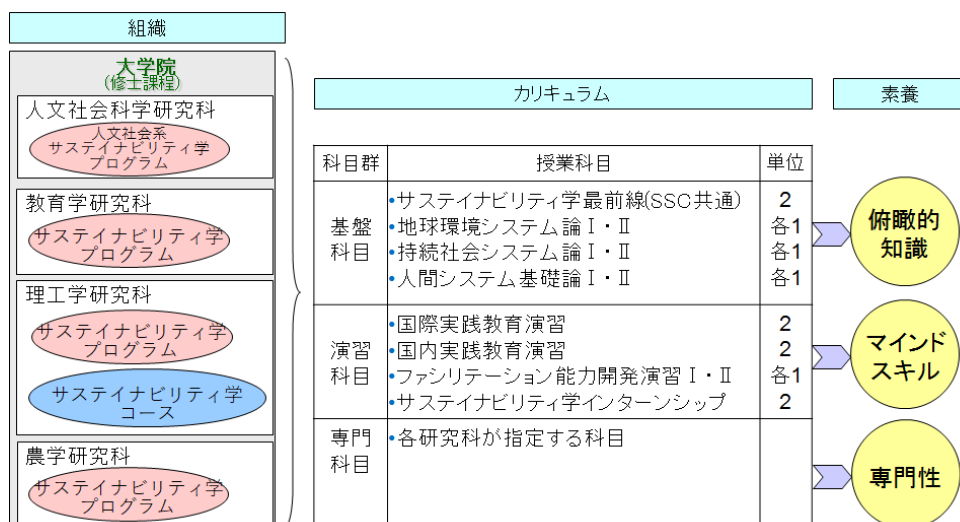 組織
大学院
(修士課程)
人文社会科学研究科
人文社会系
サステイナビリティ学
プログラム
教育学研究科
サステイナビリティ学
プログラム
理工学研究科
サステイナビリティ学
プログラム
サステイナビリティ学
コース
農学研究科
サステイナビリティ学
プログラム
カリキュラム
科目群 授業科目 単位
基盤
科目
•サステイナビリティ学最前線(SSC共通) 2
•地球環境システム論Ⅰ・Ⅱ 各1
•持続社会システム論Ⅰ・Ⅱ 各1
•人間システム基礎論Ⅰ・Ⅱ 各1
演習
科目
•国際実践教育演習 2
•国内実践教育演習 2
•ファシリテーション能力開発演習Ⅰ・Ⅱ 各1
•サステイナビリティ学インターンシップ 2
専門
科目
•各研究科が指定する科目
素養
俯瞰的
知識
マインド
スキル
専門性